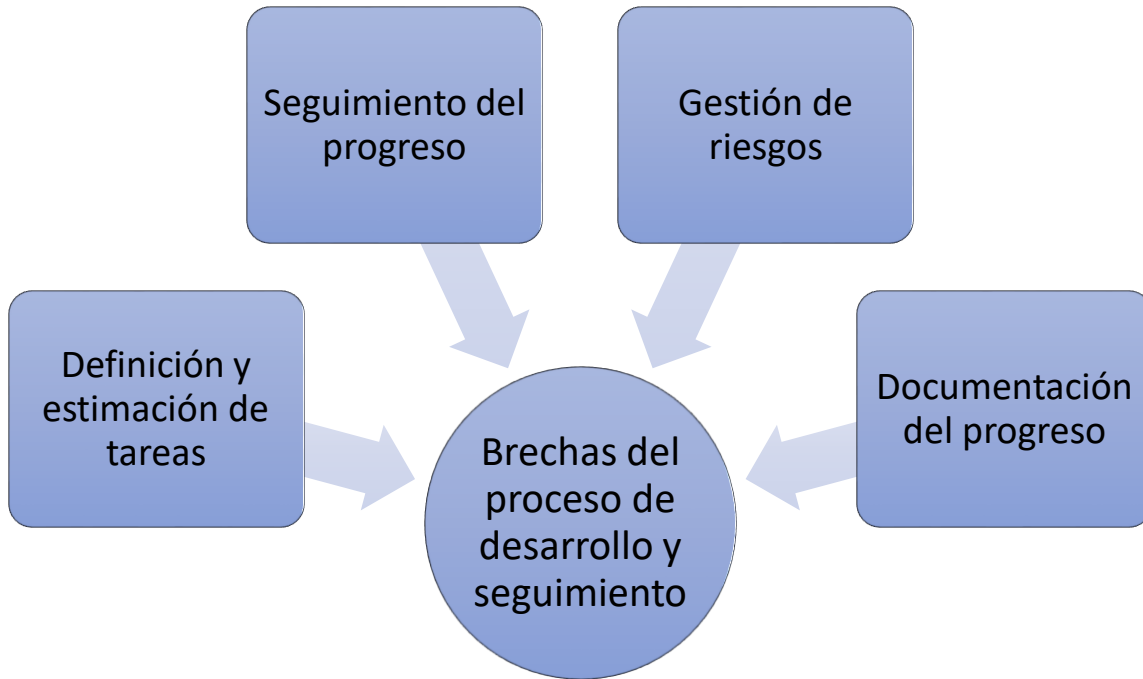 Seguimiento del
progreso
Gestión de
riesgos
Definición y
estimación de
tareas
Documentación
del progreso
Brechas del
proceso de
desarrollo y
seguimiento